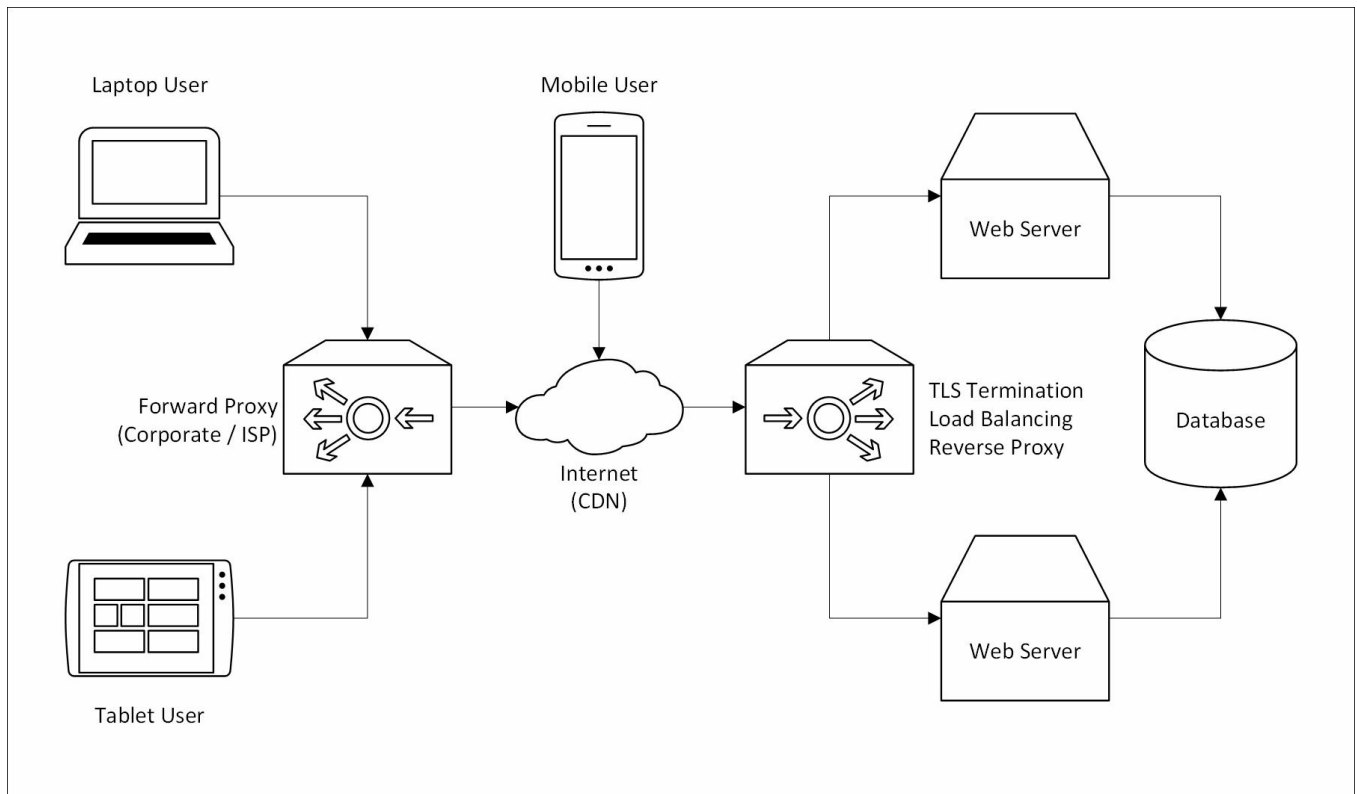 Laptop User
Mobile User
Web Server
Forward Proxy
(Corporate / ISP)
Internet
(CDN)
TLS Termination
Load Balancing
Reverse Proxy
Database
Web Server
Tablet User